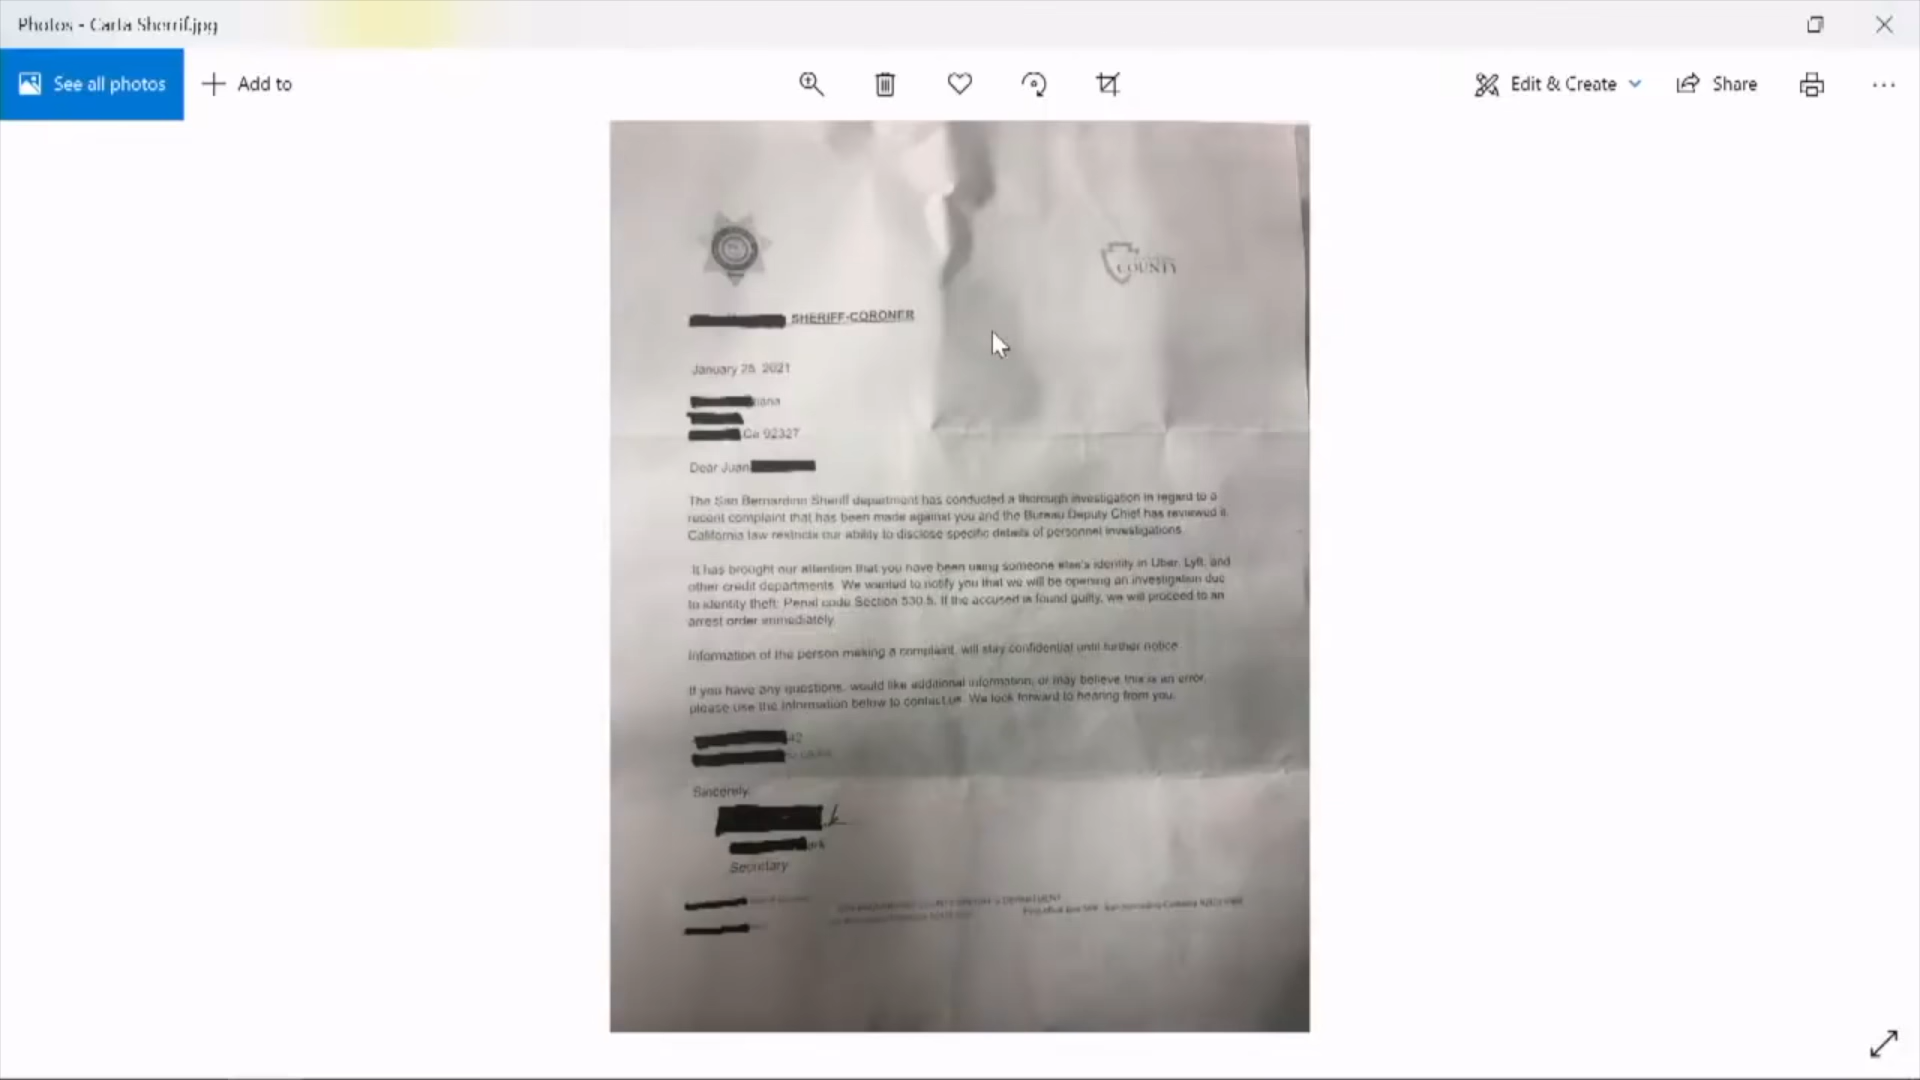 Photos - Carta Sherrif.jpg
See all photos
Add to
Edit & Create
Share
COUNTY
SHERIFF-CORONER
January 25 2021
Ca 92327
Dear Juan
The San Bernardino Sheriff department has conducted a thorough investigation in regard to a
recent complaint that has been made against you and the Bureau Deputy Chief has reviewed it.
California law restricts our ability to disclose specific details of personnel investigations.
It has brought our attention that you have been using someone else's identity in Uber, Lyft, and
other credit departments. We wanted to notify you that we will be opening an investigation due
to identity theft: Penal code Section 530.5. If the accused is found guilty, we will proceed to an
arrest order immediately.
Information of the person making a complaint, will stay confidential until further notice.
If you have any questions, would like additional information, or may believe this is an error,
please use the information below to contact us. We look forward to hearing from you.
42
Sincerely,
Secretary